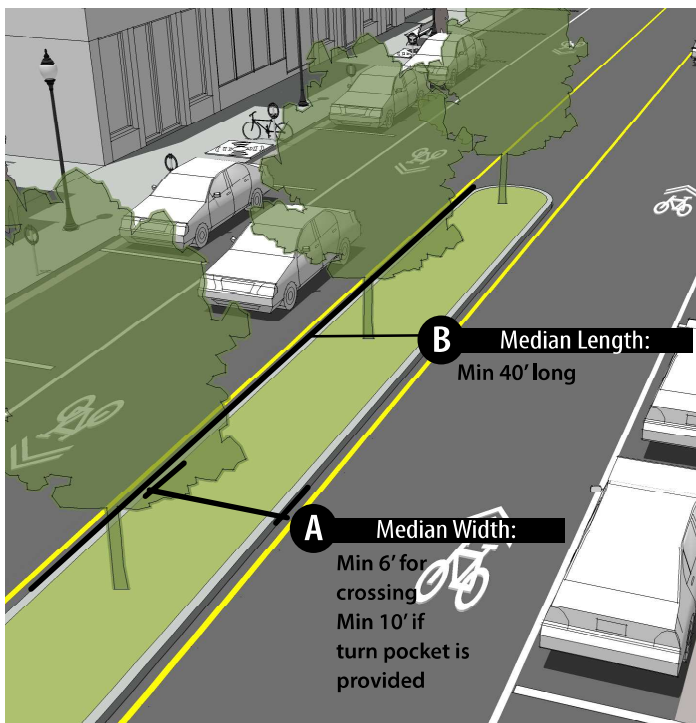 B Median Length:
Min 40' long
A Median Width:
Min 6' for
crossing
Min 10' if
turn pocket is
provided